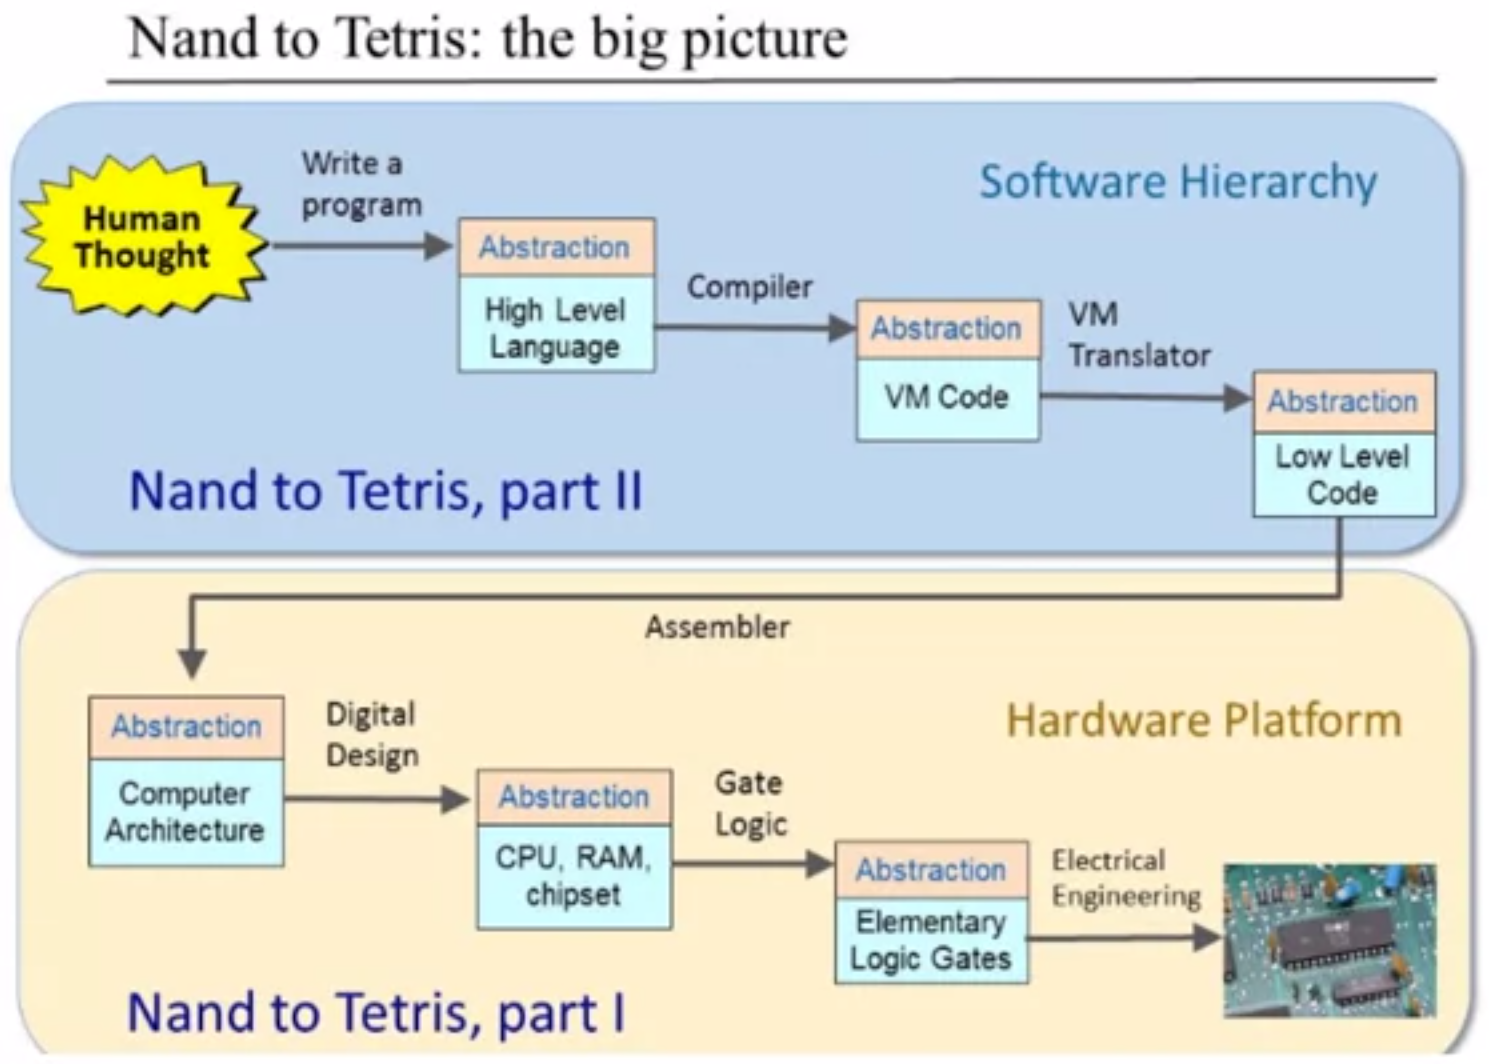 Nand to Tetris: the big picture
Software Hierarchy
Human
Thought
Write a
program
Abstraction
High Level
Language
Compiler
Abstraction
VM Code
VM
Translator
Abstraction
Low Level
Code
Nand to Tetris, part II
Assembler
Hardware Platform
Abstraction
Computer
Architecture
Digital
Design
Abstraction
CPU, RAM,
chipset
Gate
Logic
Abstraction
Elementary
Logic Gates
Electrical
Engineering
Nand to Tetris, part I